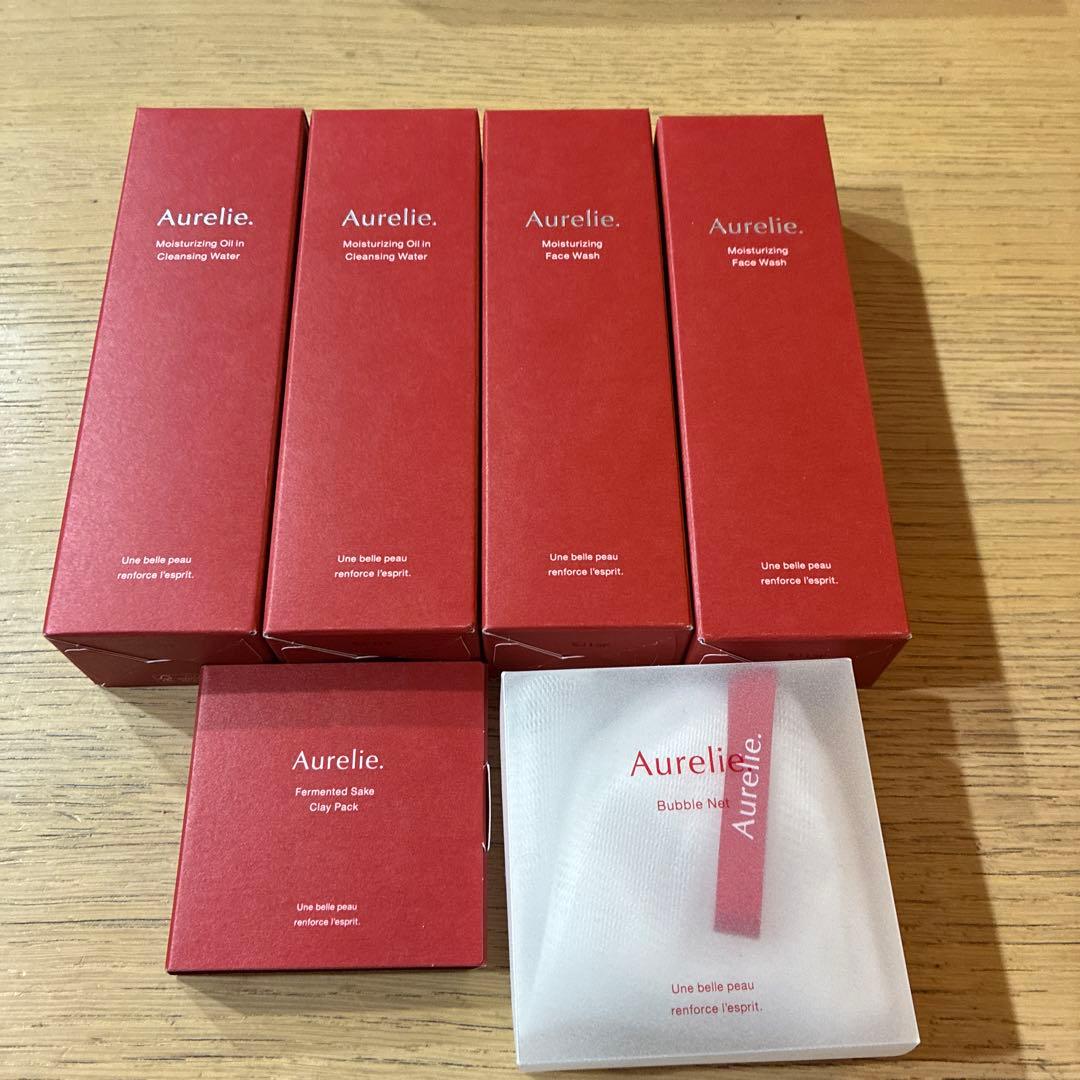 Aurelie.
Moisturizing Oil in
Cleansing Water
Une belle peau
renforce l'esprit.
Aurelie.
Moisturizing Oil in
Cleansing Water
Une belle peau
renforce l'esprit.
Aurelie.
Moisturizing
Face Wash
Une belle peau
renforce l'esprit.
Aurelie.
Moisturizing
Face Wash
Une belle peau
renforce l'esprit.
Aurelie.
Fermented Sake
Clay Pack
Une belle peau
renforce l'esprit.
Aurelie
Bubble Net
Aurelie.
Une belle peau
renforce l'esprit.